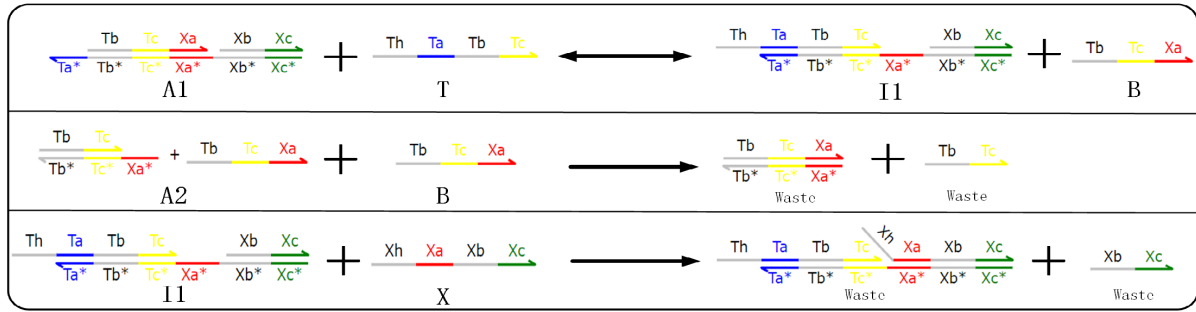 Tb Tc Xa Xb Xc
Ta* Tb* Tc* Xa* Xb* Xc*
A1
+
Th Ta Tb Tc
T
Th Ta Tb Tc Xb Xc
Ta* Tb* Tc* Xa* Xb* Xc*
I1
+
Tb Tc Xa
B
Tb Tc
Tb* Tc* Xa*
+
Tb Tc Xa
A2
+
Tb Tc Xa
B
Tb Tc Xa
Tb* Tc* Xa*
Waste
+
Tb Tc
Waste
Th Ta Tb Tc Xb Xc
Ta* Tb* Tc* Xa* Xb* Xc*
I1
+
Xh Xa Xb Xc
X
Th Ta Tb Tc Xh Xa Xb Xc
Ta* Tb* Tc* Xa* Xb* Xc*
Waste
+
Xb Xc
Waste